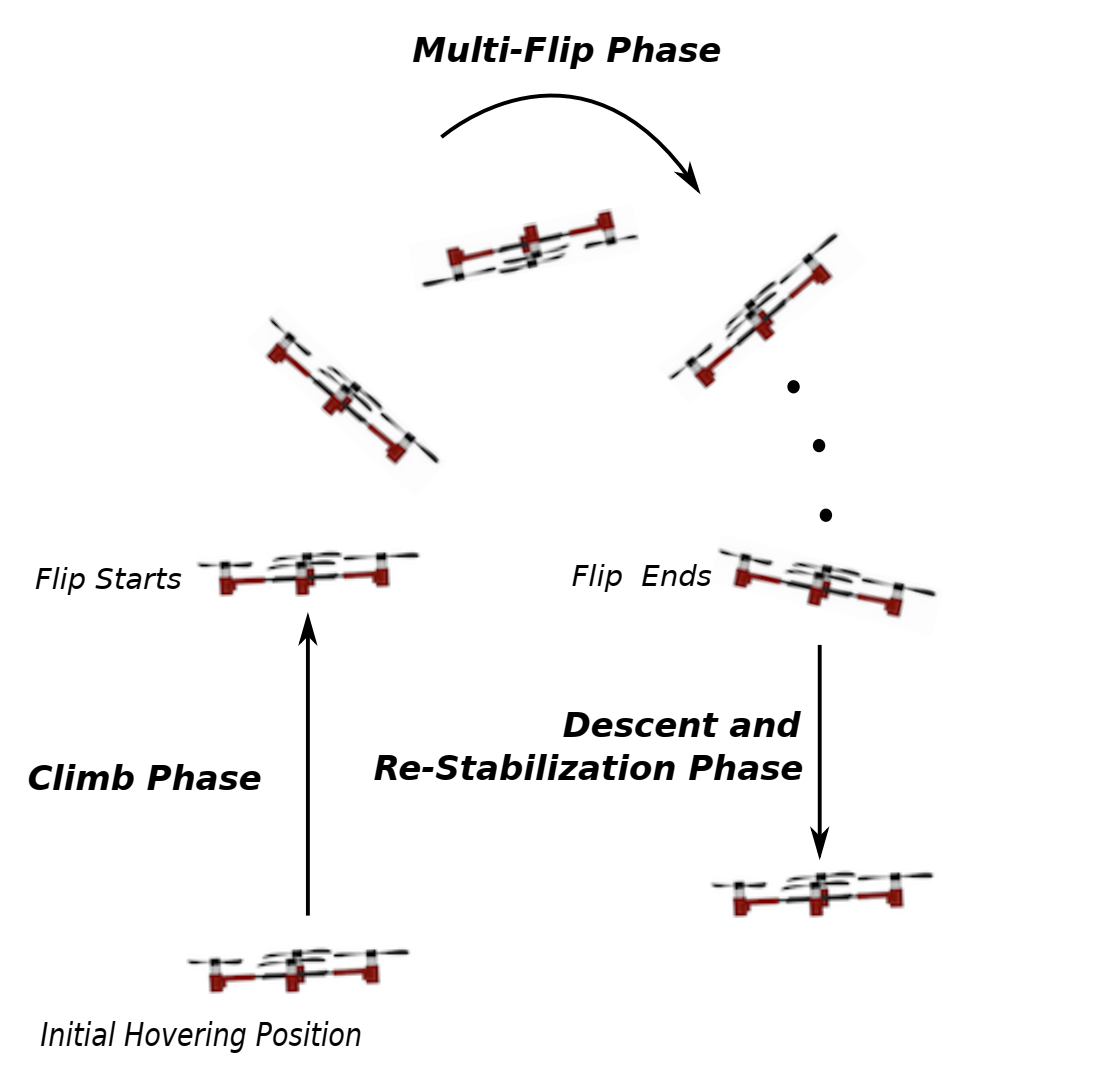 Multi-Flip Phase
Flip Starts
Flip Ends
Climb Phase
Descent and
Re-Stabilization Phase
Initial Hovering Position